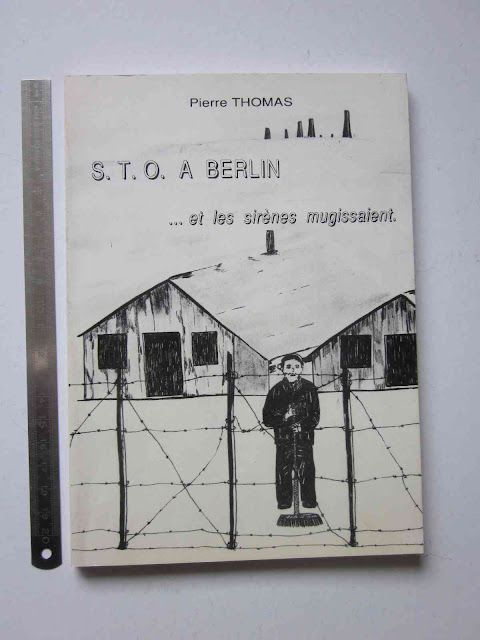 Pierre THOMAS
S. T. O. A BERLIN
... et les sirènes mugissaient.